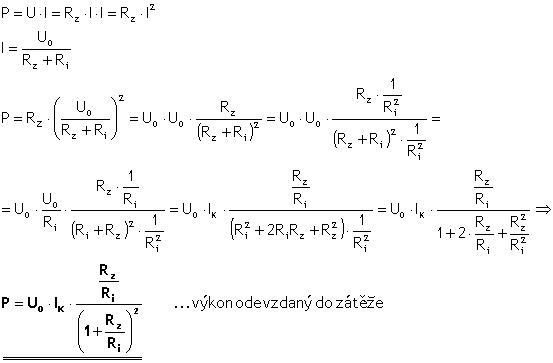 P = U · I = R_z · I · I = R_z · I²
I = U₀ / (R_z + R_i)
P = R_z · (U₀ / (R_z + R_i))² = U₀ · U₀ · R_z / (R_z + R_i)² = U₀ · U₀ · (R_z · 1/R_i²) / ((R_z + R_i)² · 1/R_i²) =
= U₀ · U₀/R_i · (R_z · 1/R_i) / ((R_i + R_z)² · 1/R_i²) = U₀ · I_K · (R_z/R_i) / ((R_i² + 2R_iR_z + R_z²) · 1/R_i²) = U₀ · I_K · (R_z/R_i) / (1 + 2 · R_z/R_i + R_z²/R_i²) ⇒
P = U₀ · I_K · (R_z/R_i) / (1 + R_z/R_i)² ...výkon odevzdaný do zátěže